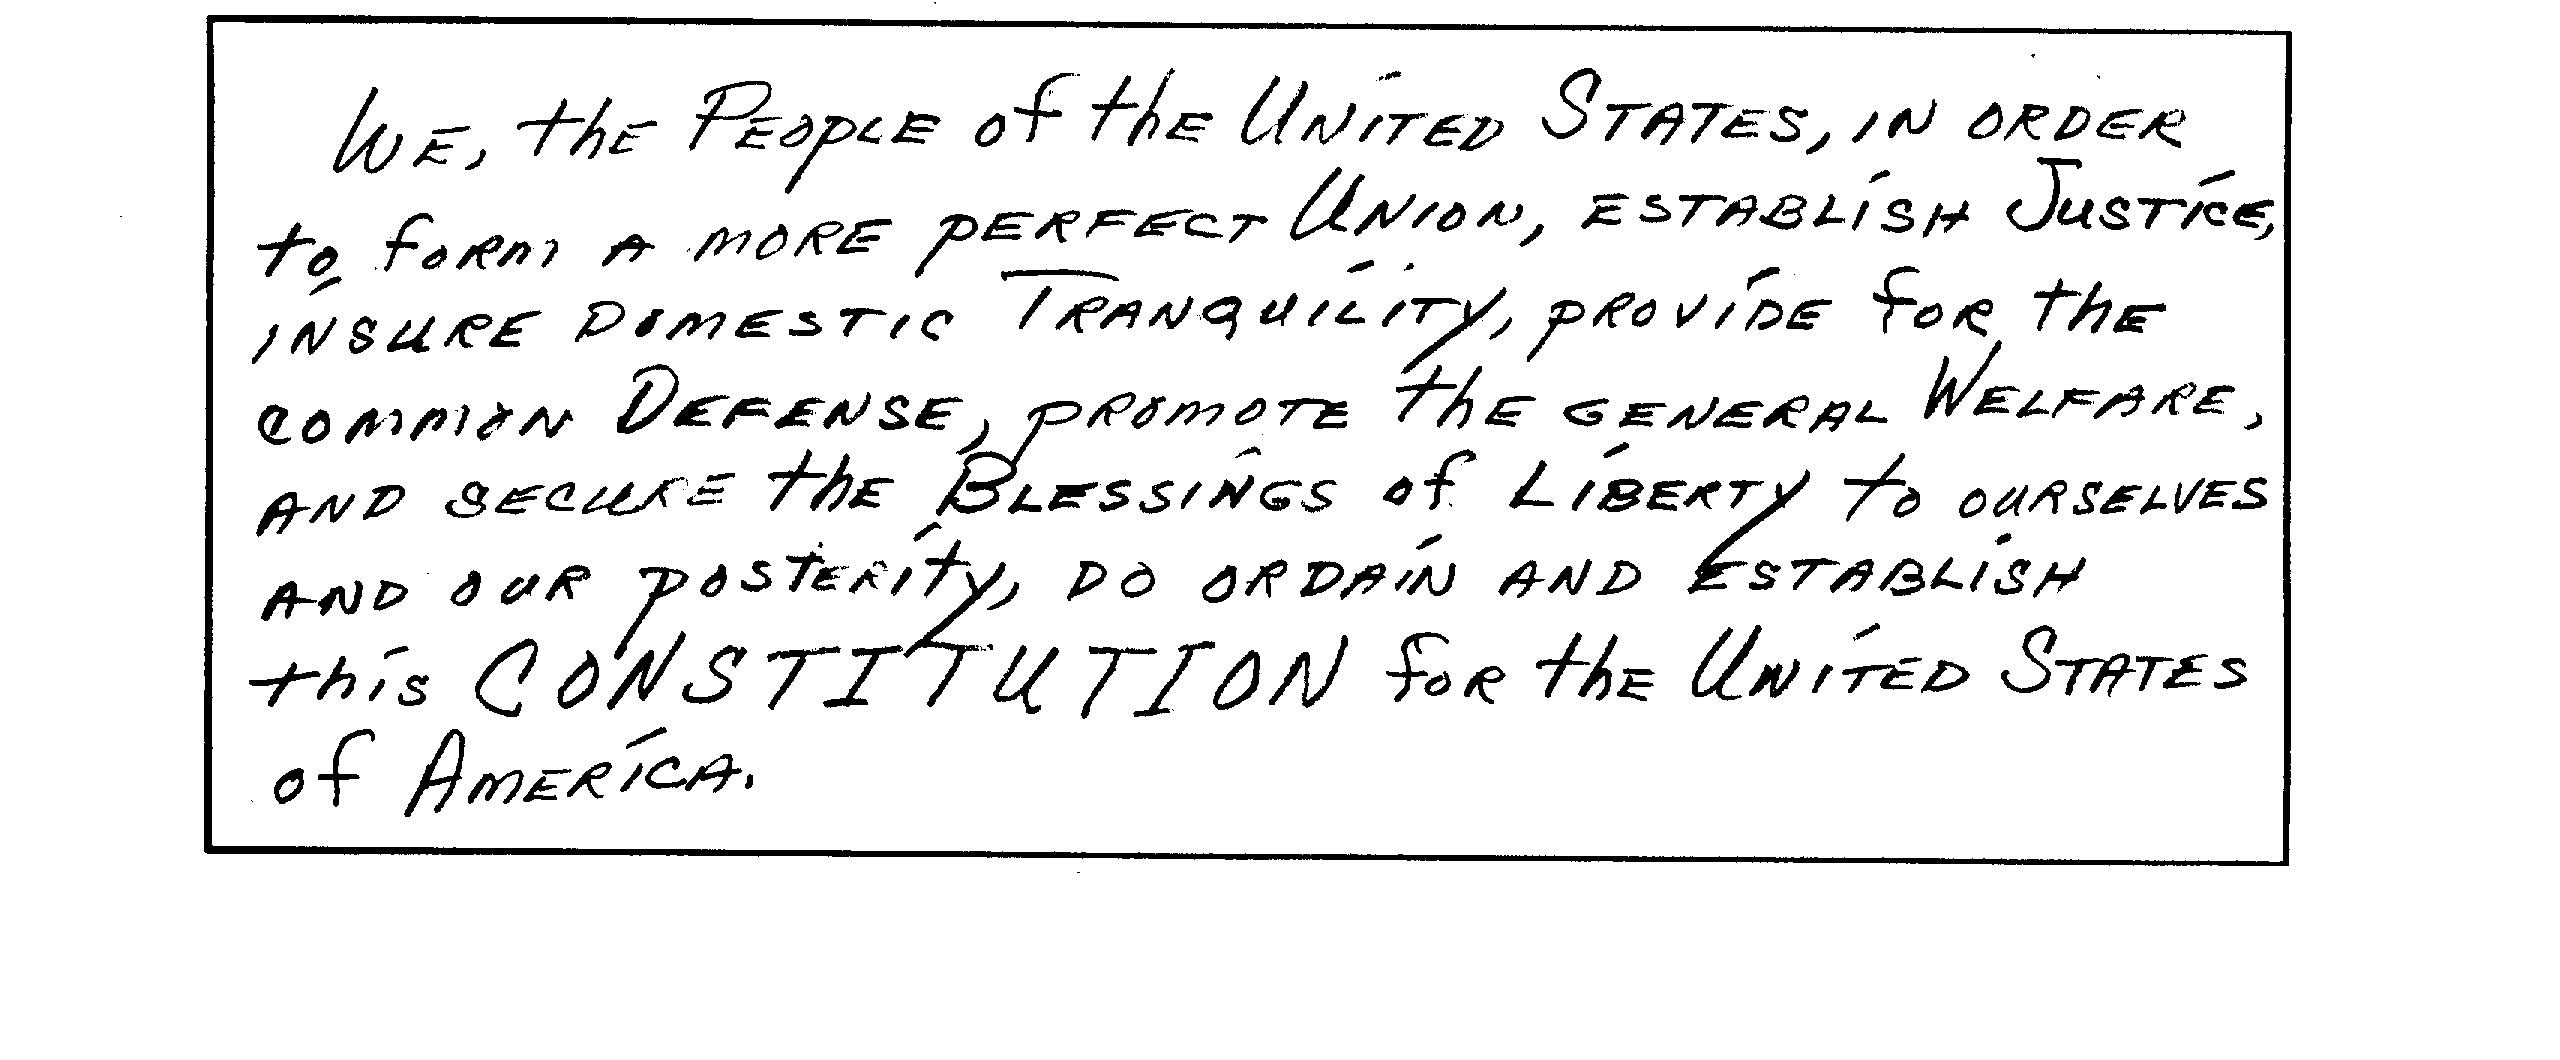 We, the People of the United States, in order
to form a more perfect Union, establish Justice,
insure domestic Tranquility, provide for the
common Defense, promote the general Welfare,
and secure the Blessings of Liberty to ourselves
and our posterity, do ordain and establish
this CONSTITUTION for the United States
of America.